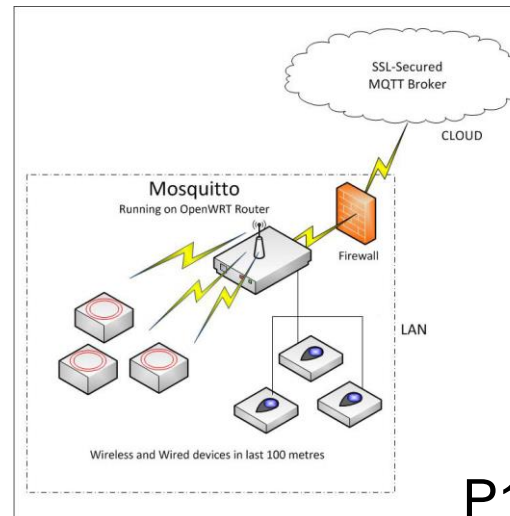 SSL-Secured
MQTT Broker
CLOUD
Mosquitto
Running on OpenWRT Router
Firewall
LAN
Wireless and Wired devices in last 100 metres
P1